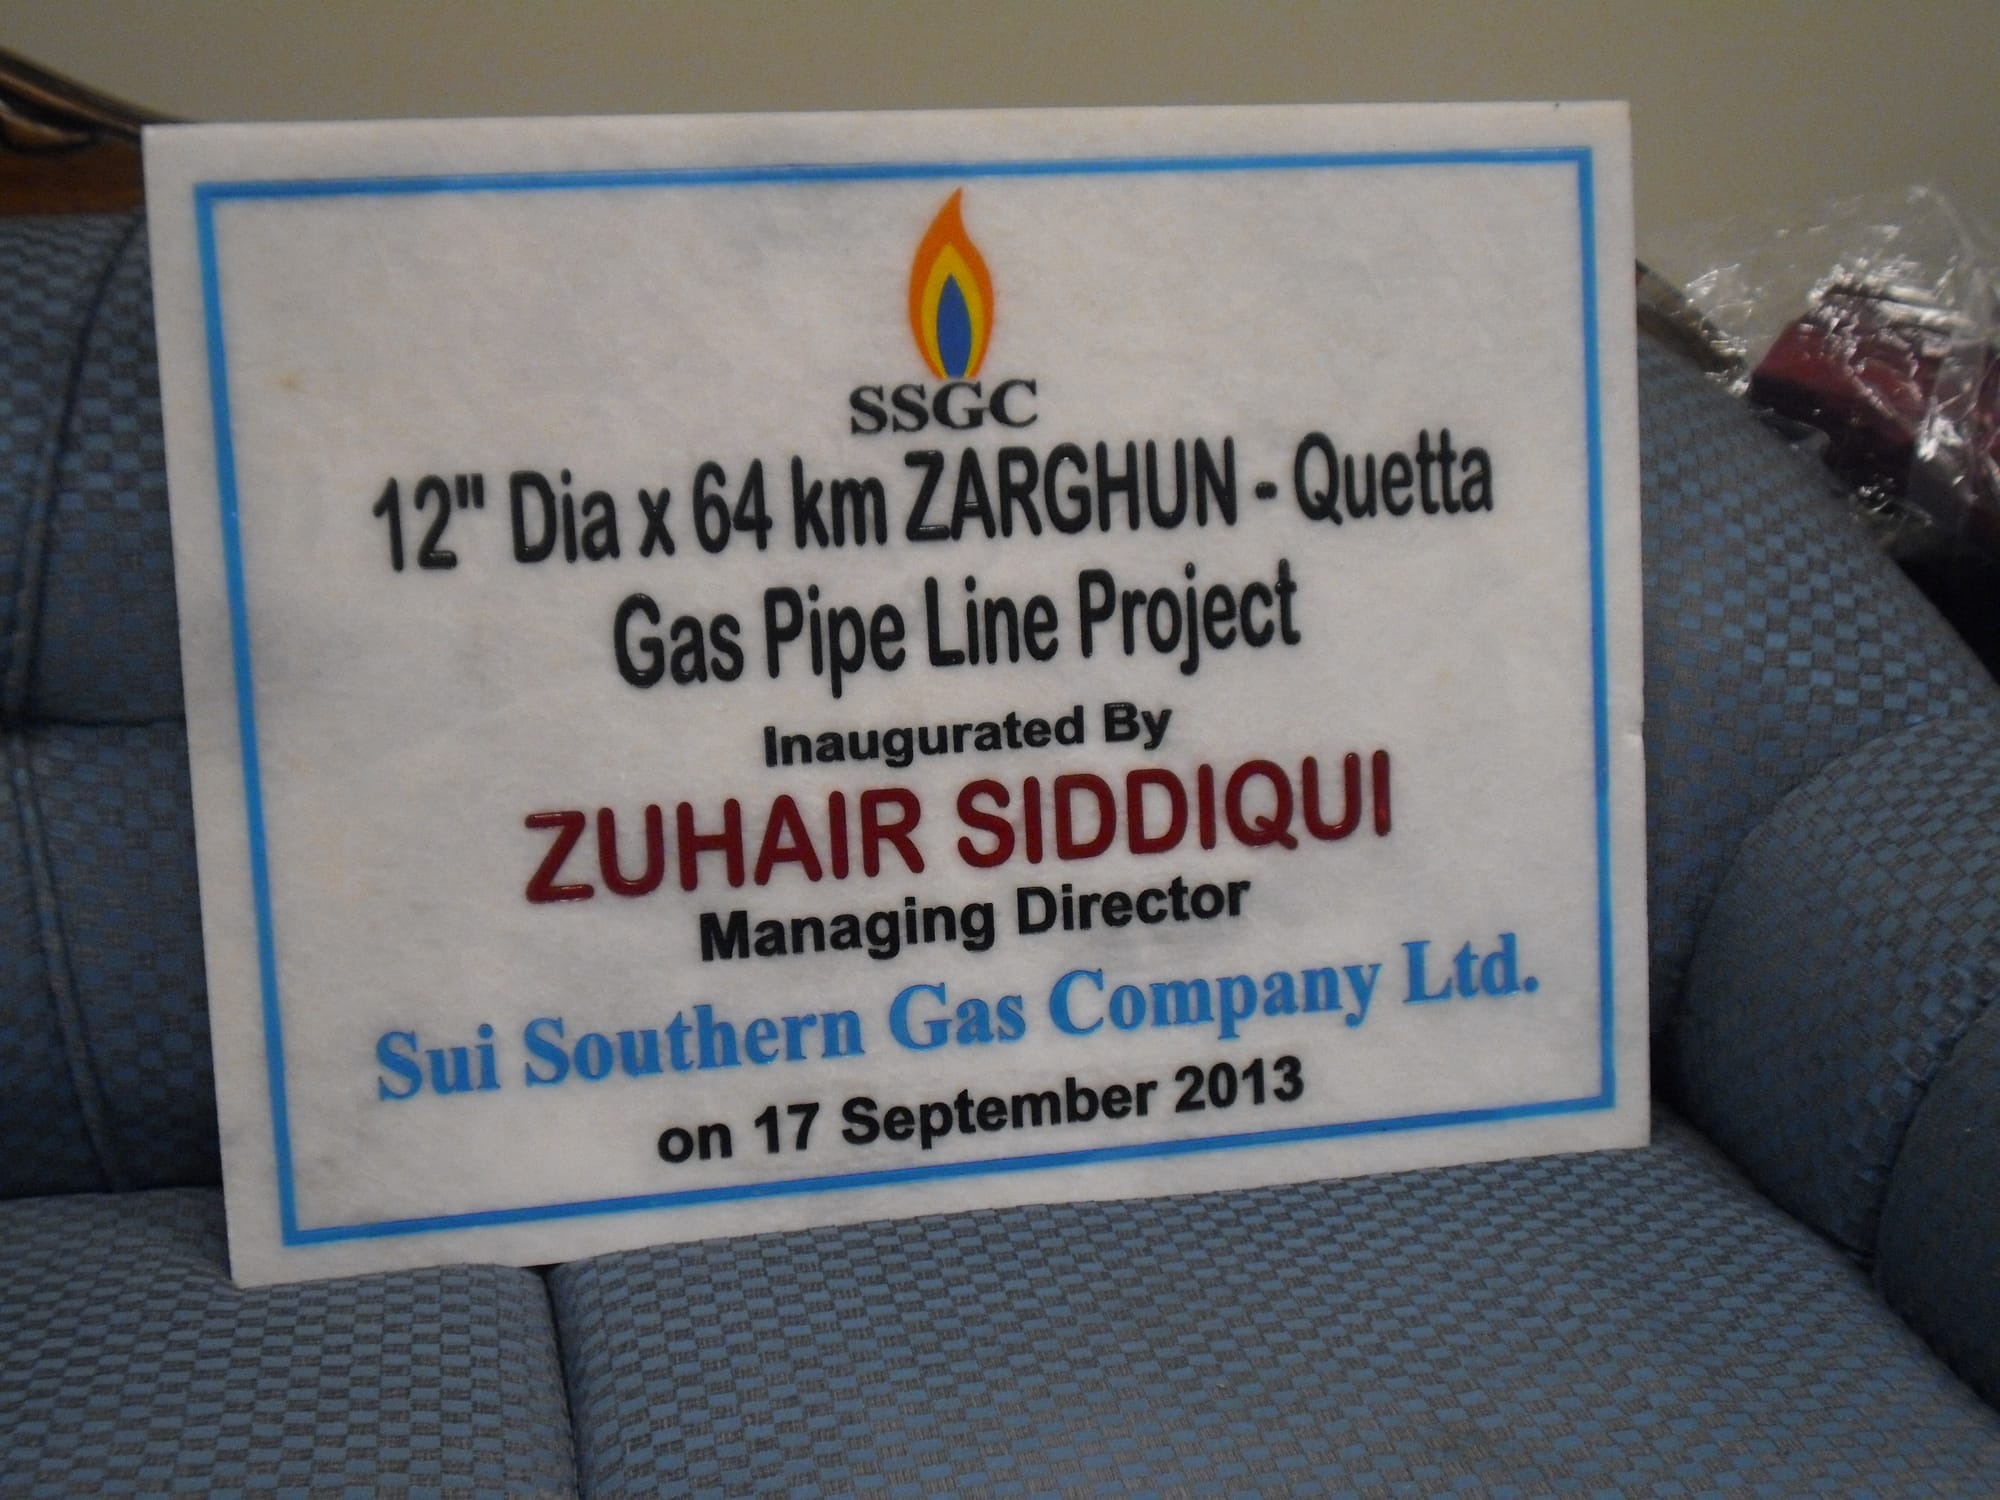 SSGC
12" Dia x 64 km ZARGHUN - Quetta
Gas Pipe Line Project
Inaugurated By
ZUHAIR SIDDIQUI
Managing Director
Sui Southern Gas Company Ltd.
on 17 September 2013